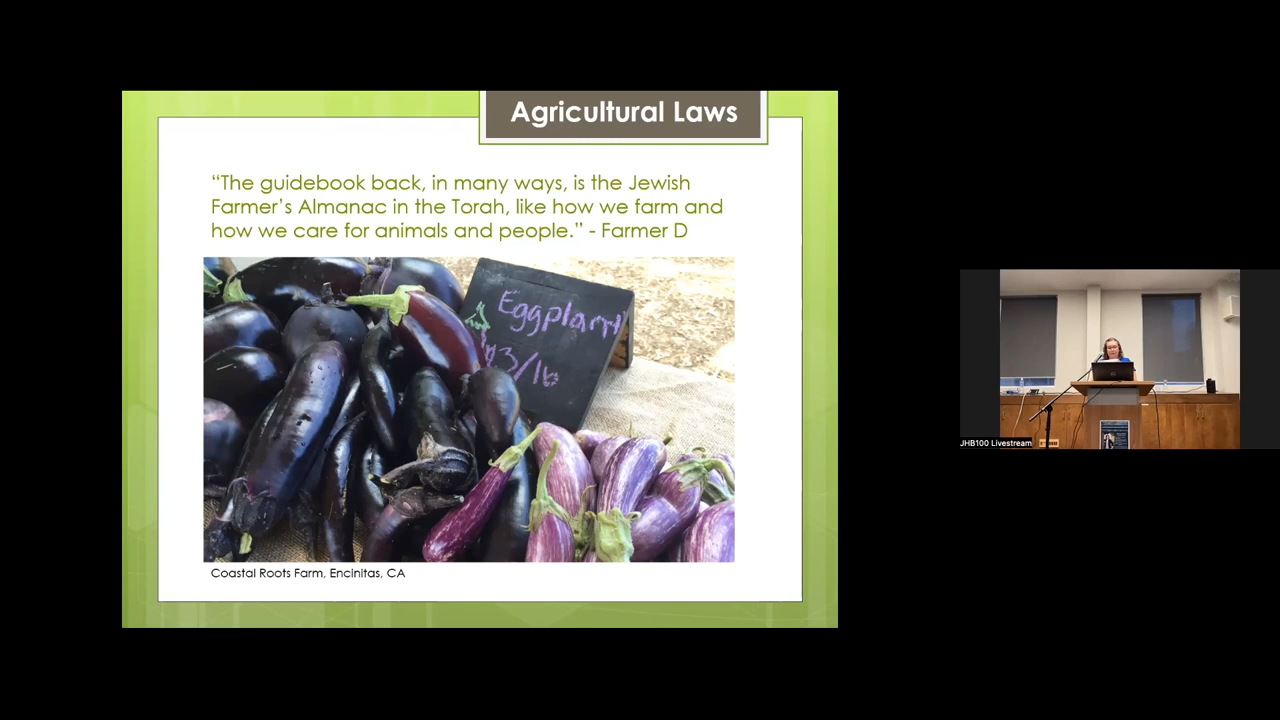 Agricultural Laws
“The guidebook back, in many ways, is the Jewish
Farmer’s Almanac in the Torah, like how we farm and
how we care for animals and people.” - Farmer D
Eggplant
$3/lb
Coastal Roots Farm, Encinitas, CA
JHB100 Livestream